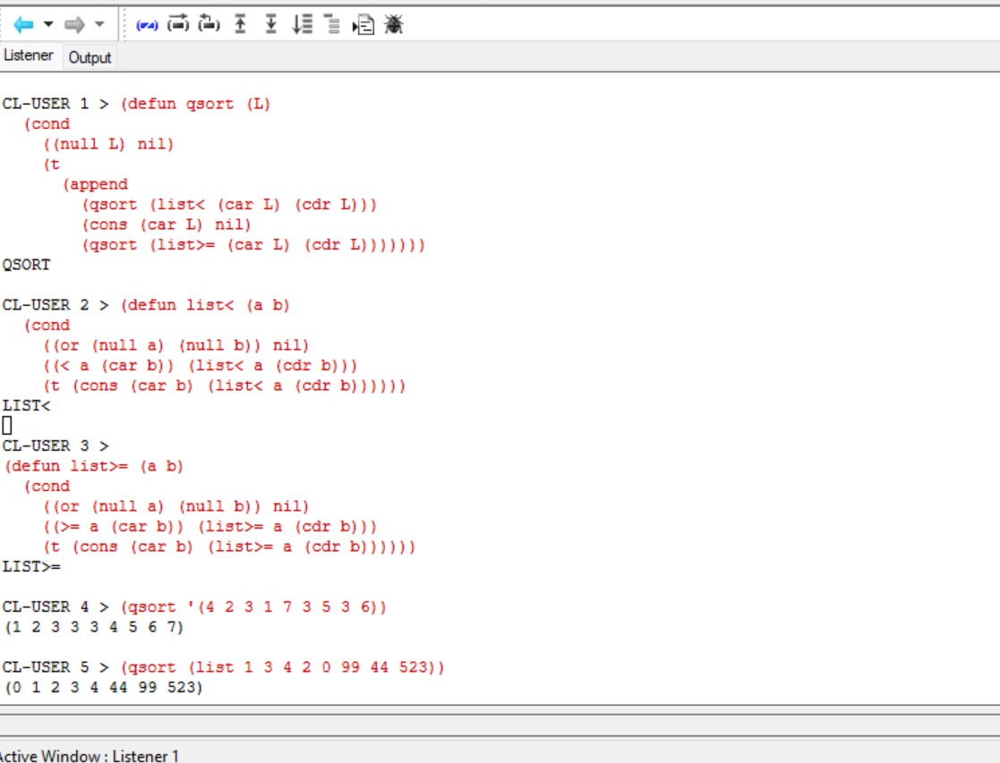 Listener Output
CL-USER 1 > (defun qsort (L)
  (cond
    ((null L) nil)
    (t
      (append
        (qsort (list< (car L) (cdr L)))
        (cons (car L) nil)
        (qsort (list>= (car L) (cdr L)))))))
QSORT
CL-USER 2 > (defun list< (a b)
  (cond
    ((or (null a) (null b)) nil)
    ((< a (car b)) (list< a (cdr b)))
    (t (cons (car b) (list< a (cdr b))))))
LIST<
CL-USER 3 >
(defun list>= (a b)
  (cond
    ((or (null a) (null b)) nil)
    ((>= a (car b)) (list>= a (cdr b)))
    (t (cons (car b) (list>= a (cdr b))))))
LIST>=
CL-USER 4 > (qsort '(4 2 3 1 7 3 5 3 6))
(1 2 3 3 3 4 5 6 7)
CL-USER 5 > (qsort (list 1 3 4 2 0 99 44 523))
(0 1 2 3 4 44 99 523)
Active Window : Listener 1